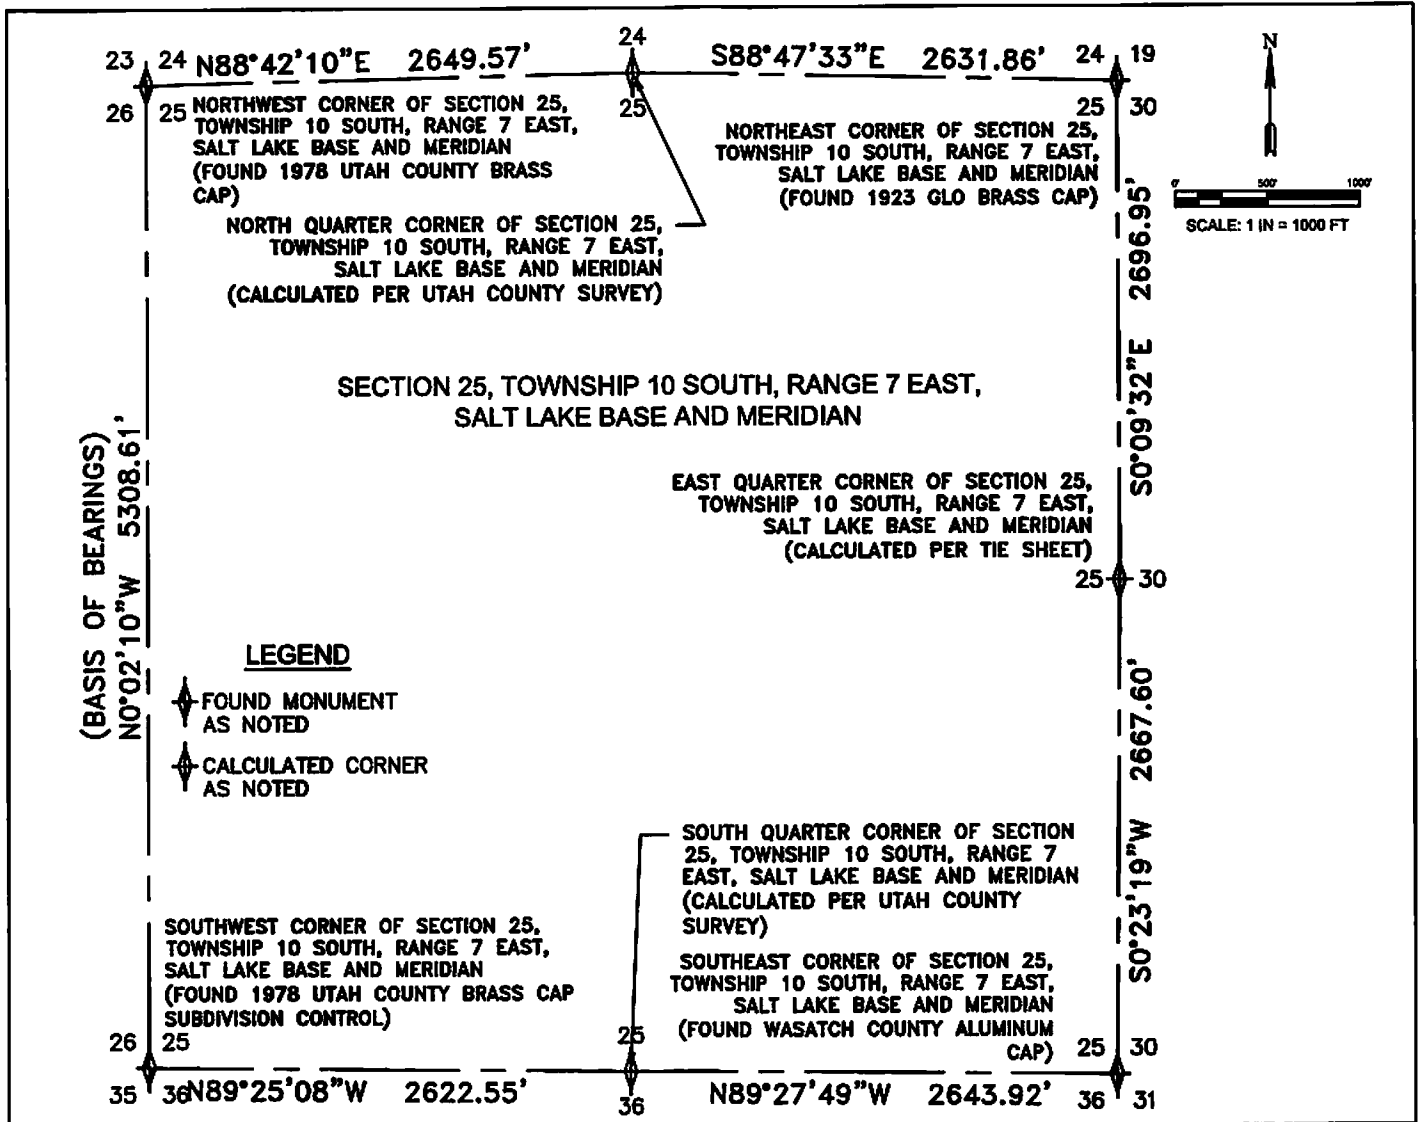 23 24 N88°42'10"E 2649.57' 24 S88°47'33"E 2631.86' 24 19
26 25 25 25 30
N
NORTHWEST CORNER OF SECTION 25,
TOWNSHIP 10 SOUTH, RANGE 7 EAST,
SALT LAKE BASE AND MERIDIAN
(FOUND 1978 UTAH COUNTY BRASS
CAP)
NORTH QUARTER CORNER OF SECTION 25,
TOWNSHIP 10 SOUTH, RANGE 7 EAST,
SALT LAKE BASE AND MERIDIAN
(CALCULATED PER UTAH COUNTY SURVEY)
NORTHEAST CORNER OF SECTION 25,
TOWNSHIP 10 SOUTH, RANGE 7 EAST,
SALT LAKE BASE AND MERIDIAN
(FOUND 1923 GLO BRASS CAP)
0' 500' 1000'
SCALE: 1 IN = 1000 FT
S0°09'32"E 2696.95'
SECTION 25, TOWNSHIP 10 SOUTH, RANGE 7 EAST,
SALT LAKE BASE AND MERIDIAN
(BASIS OF BEARINGS)
N0°02'10"W 5308.61'
EAST QUARTER CORNER OF SECTION 25,
TOWNSHIP 10 SOUTH, RANGE 7 EAST,
SALT LAKE BASE AND MERIDIAN
(CALCULATED PER TIE SHEET)
25 30
LEGEND
FOUND MONUMENT
AS NOTED
CALCULATED CORNER
AS NOTED
S0°23'19"W 2667.60'
SOUTH QUARTER CORNER OF SECTION
25, TOWNSHIP 10 SOUTH, RANGE 7
EAST, SALT LAKE BASE AND MERIDIAN
(CALCULATED PER UTAH COUNTY
SURVEY)
SOUTHWEST CORNER OF SECTION 25,
TOWNSHIP 10 SOUTH, RANGE 7 EAST,
SALT LAKE BASE AND MERIDIAN
(FOUND 1978 UTAH COUNTY BRASS CAP
SUBDIVISION CONTROL)
SOUTHEAST CORNER OF SECTION 25,
TOWNSHIP 10 SOUTH, RANGE 7 EAST,
SALT LAKE BASE AND MERIDIAN
(FOUND WASATCH COUNTY ALUMINUM
CAP)
26 25 25 25 30
35 36 N89°25'08"W 2622.55' 36 N89°27'49"W 2643.92' 36 31